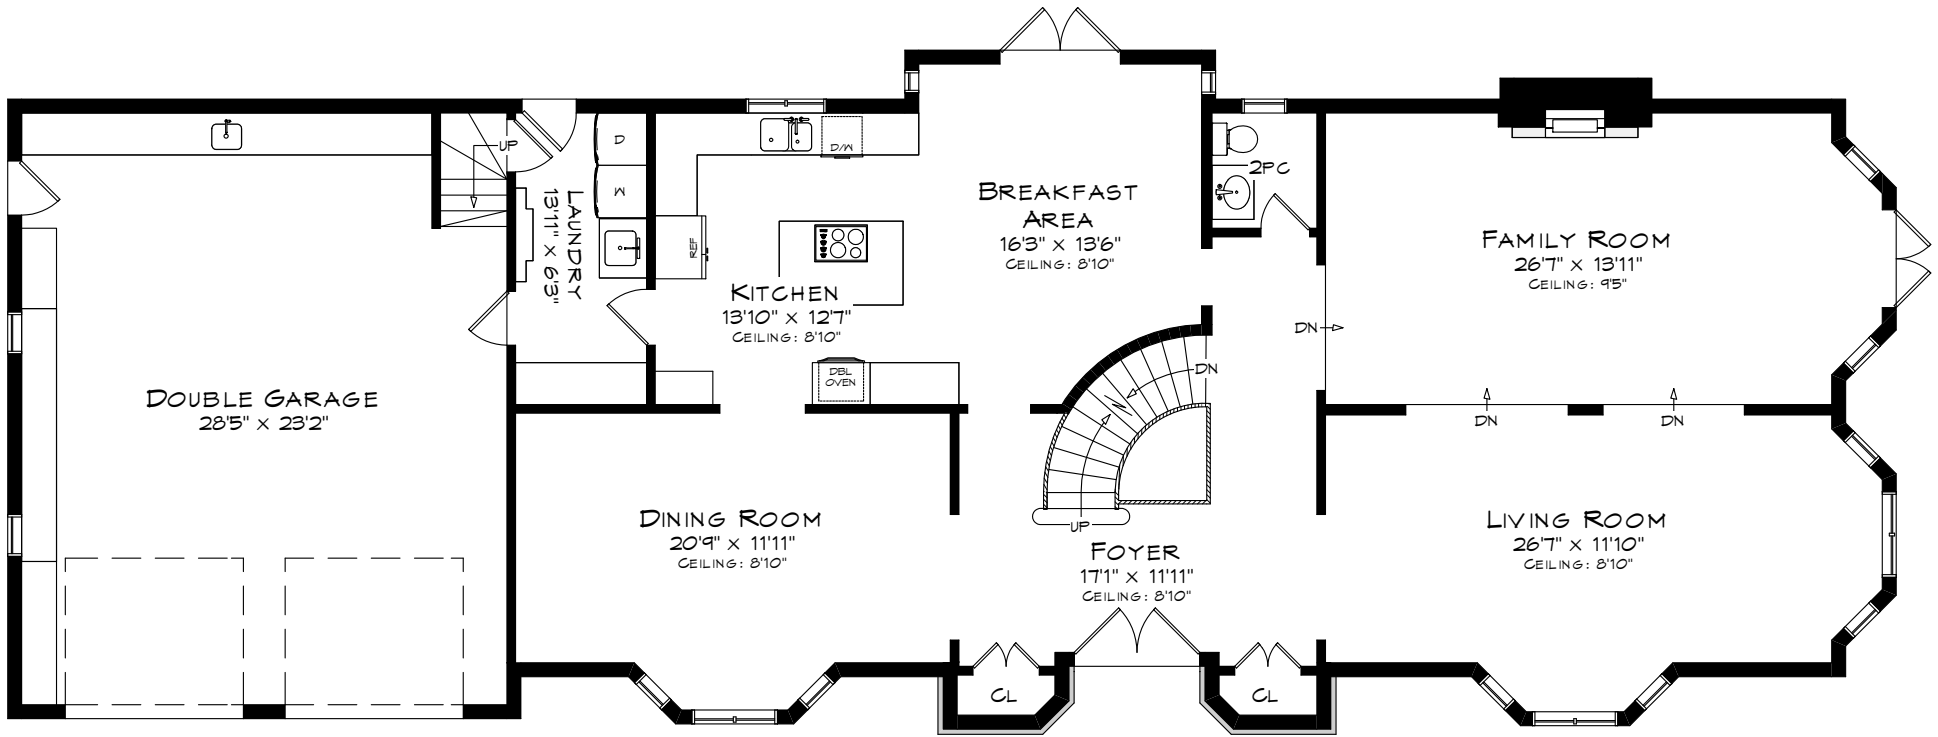 UP
D
W
LAUNDRY
13'11" x 6'3"
D/W
REF
KITCHEN
13'10" x 12'7"
CEILING: 8'10"
DBL
OVEN
BREAKFAST
AREA
16'3" x 13'6"
CEILING: 8'10"
2PC
FAMILY ROOM
26'7" x 13'11"
CEILING: 9'5"
DN
DN
DN
DN
DOUBLE GARAGE
28'5" x 23'2"
DINING ROOM
20'9" x 11'11"
CEILING: 8'10"
UP
FOYER
17'1" x 11'11"
CEILING: 8'10"
LIVING ROOM
26'7" x 11'10"
CEILING: 8'10"
CL
CL